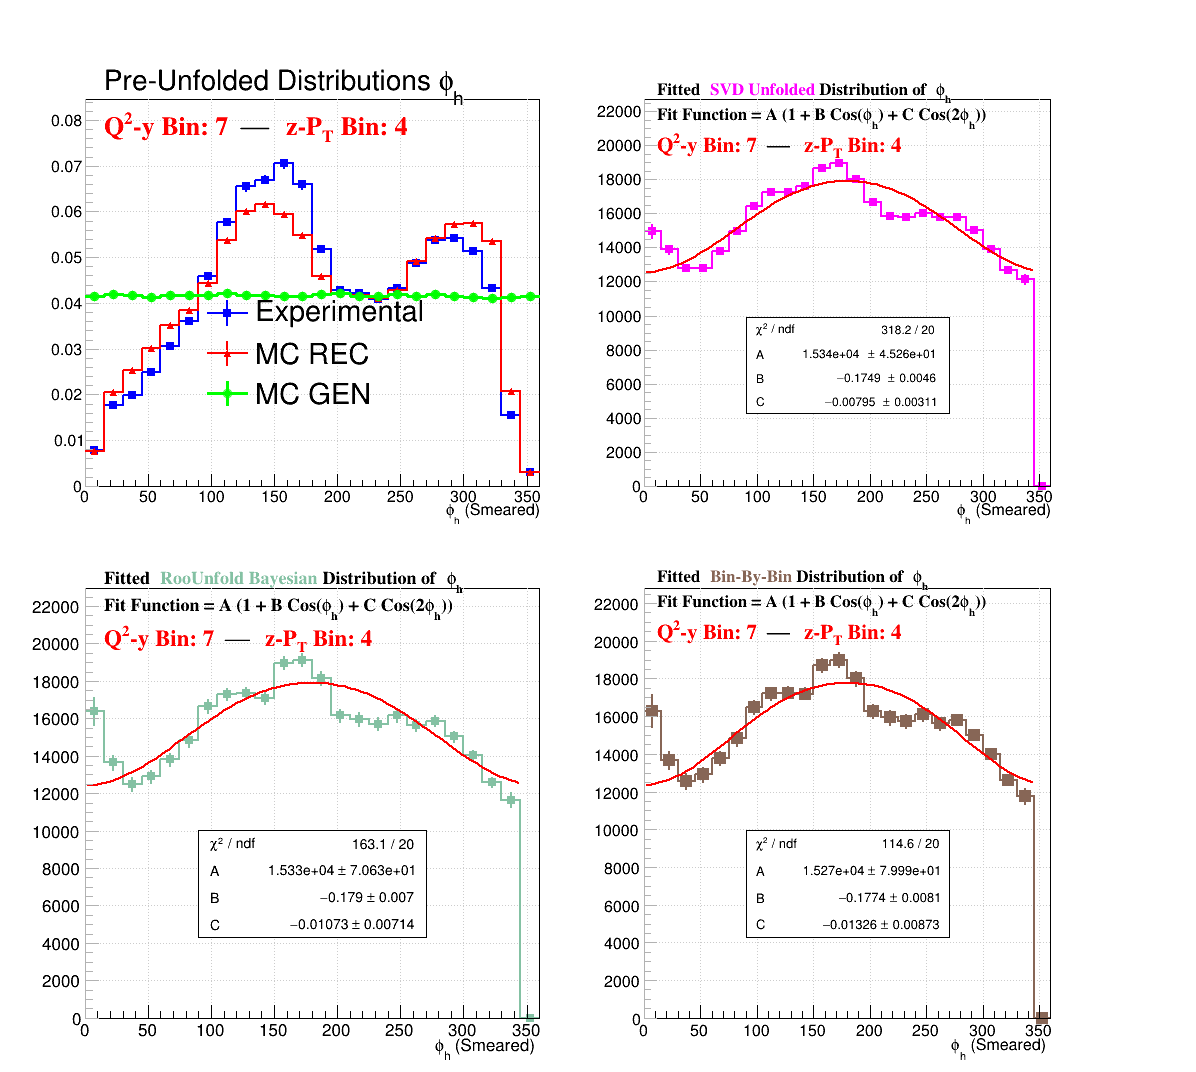 Pre-Unfolded Distributions ϕh
Q²-y Bin: 7 — z-PT Bin: 4
0.08
0.07
0.06
0.05
0.04
0.03
0.02
0.01
0
Experimental
MC REC
MC GEN
0 50 100 150 200 250 300 350
ϕh (Smeared)
Fitted SVD Unfolded Distribution of ϕh
Fit Function = A (1 + B Cos(ϕh) + C Cos(2ϕh))
Q²-y Bin: 7 — z-PT Bin: 4
22000
20000
18000
16000
14000
12000
10000
8000
6000
4000
2000
0
χ² / ndf 318.2 / 20
A 1.534e+04 ± 4.526e+01
B −0.1749 ± 0.0046
C −0.00795 ± 0.00311
0 50 100 150 200 250 300 350
ϕh (Smeared)
Fitted RooUnfold Bayesian Distribution of ϕh
Fit Function = A (1 + B Cos(ϕh) + C Cos(2ϕh))
Q²-y Bin: 7 — z-PT Bin: 4
22000
20000
18000
16000
14000
12000
10000
8000
6000
4000
2000
0
χ² / ndf 163.1 / 20
A 1.533e+04 ± 7.063e+01
B −0.179 ± 0.007
C −0.01073 ± 0.00714
0 50 100 150 200 250 300 350
ϕh (Smeared)
Fitted Bin-By-Bin Distribution of ϕh
Fit Function = A (1 + B Cos(ϕh) + C Cos(2ϕh))
Q²-y Bin: 7 — z-PT Bin: 4
22000
20000
18000
16000
14000
12000
10000
8000
6000
4000
2000
0
χ² / ndf 114.6 / 20
A 1.527e+04 ± 7.999e+01
B −0.1774 ± 0.0081
C −0.01326 ± 0.00873
0 50 100 150 200 250 300 350
ϕh (Smeared)